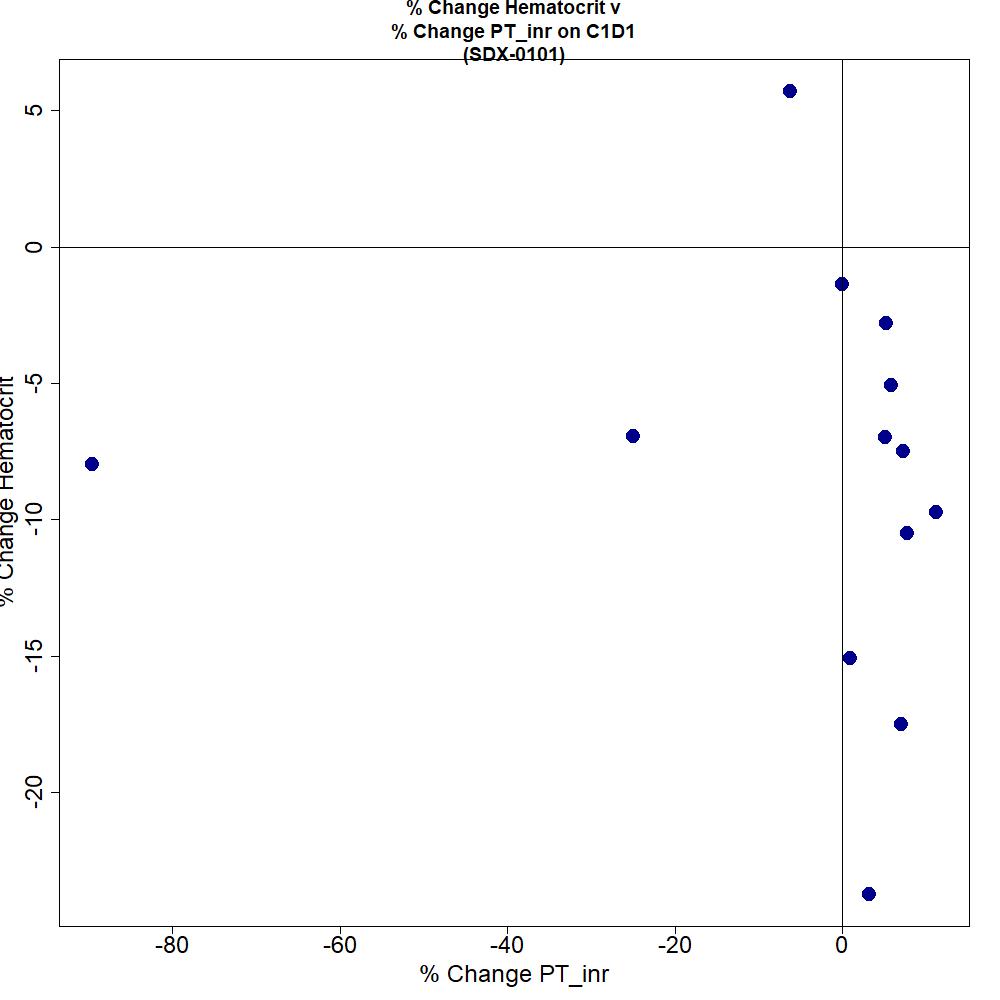 % Change Hematocrit v
% Change PT_inr on C1D1
(SDX-0101)
% Change Hematocrit
5
0
-5
-10
-15
-20
-80
-60
-40
-20
0
% Change PT_inr